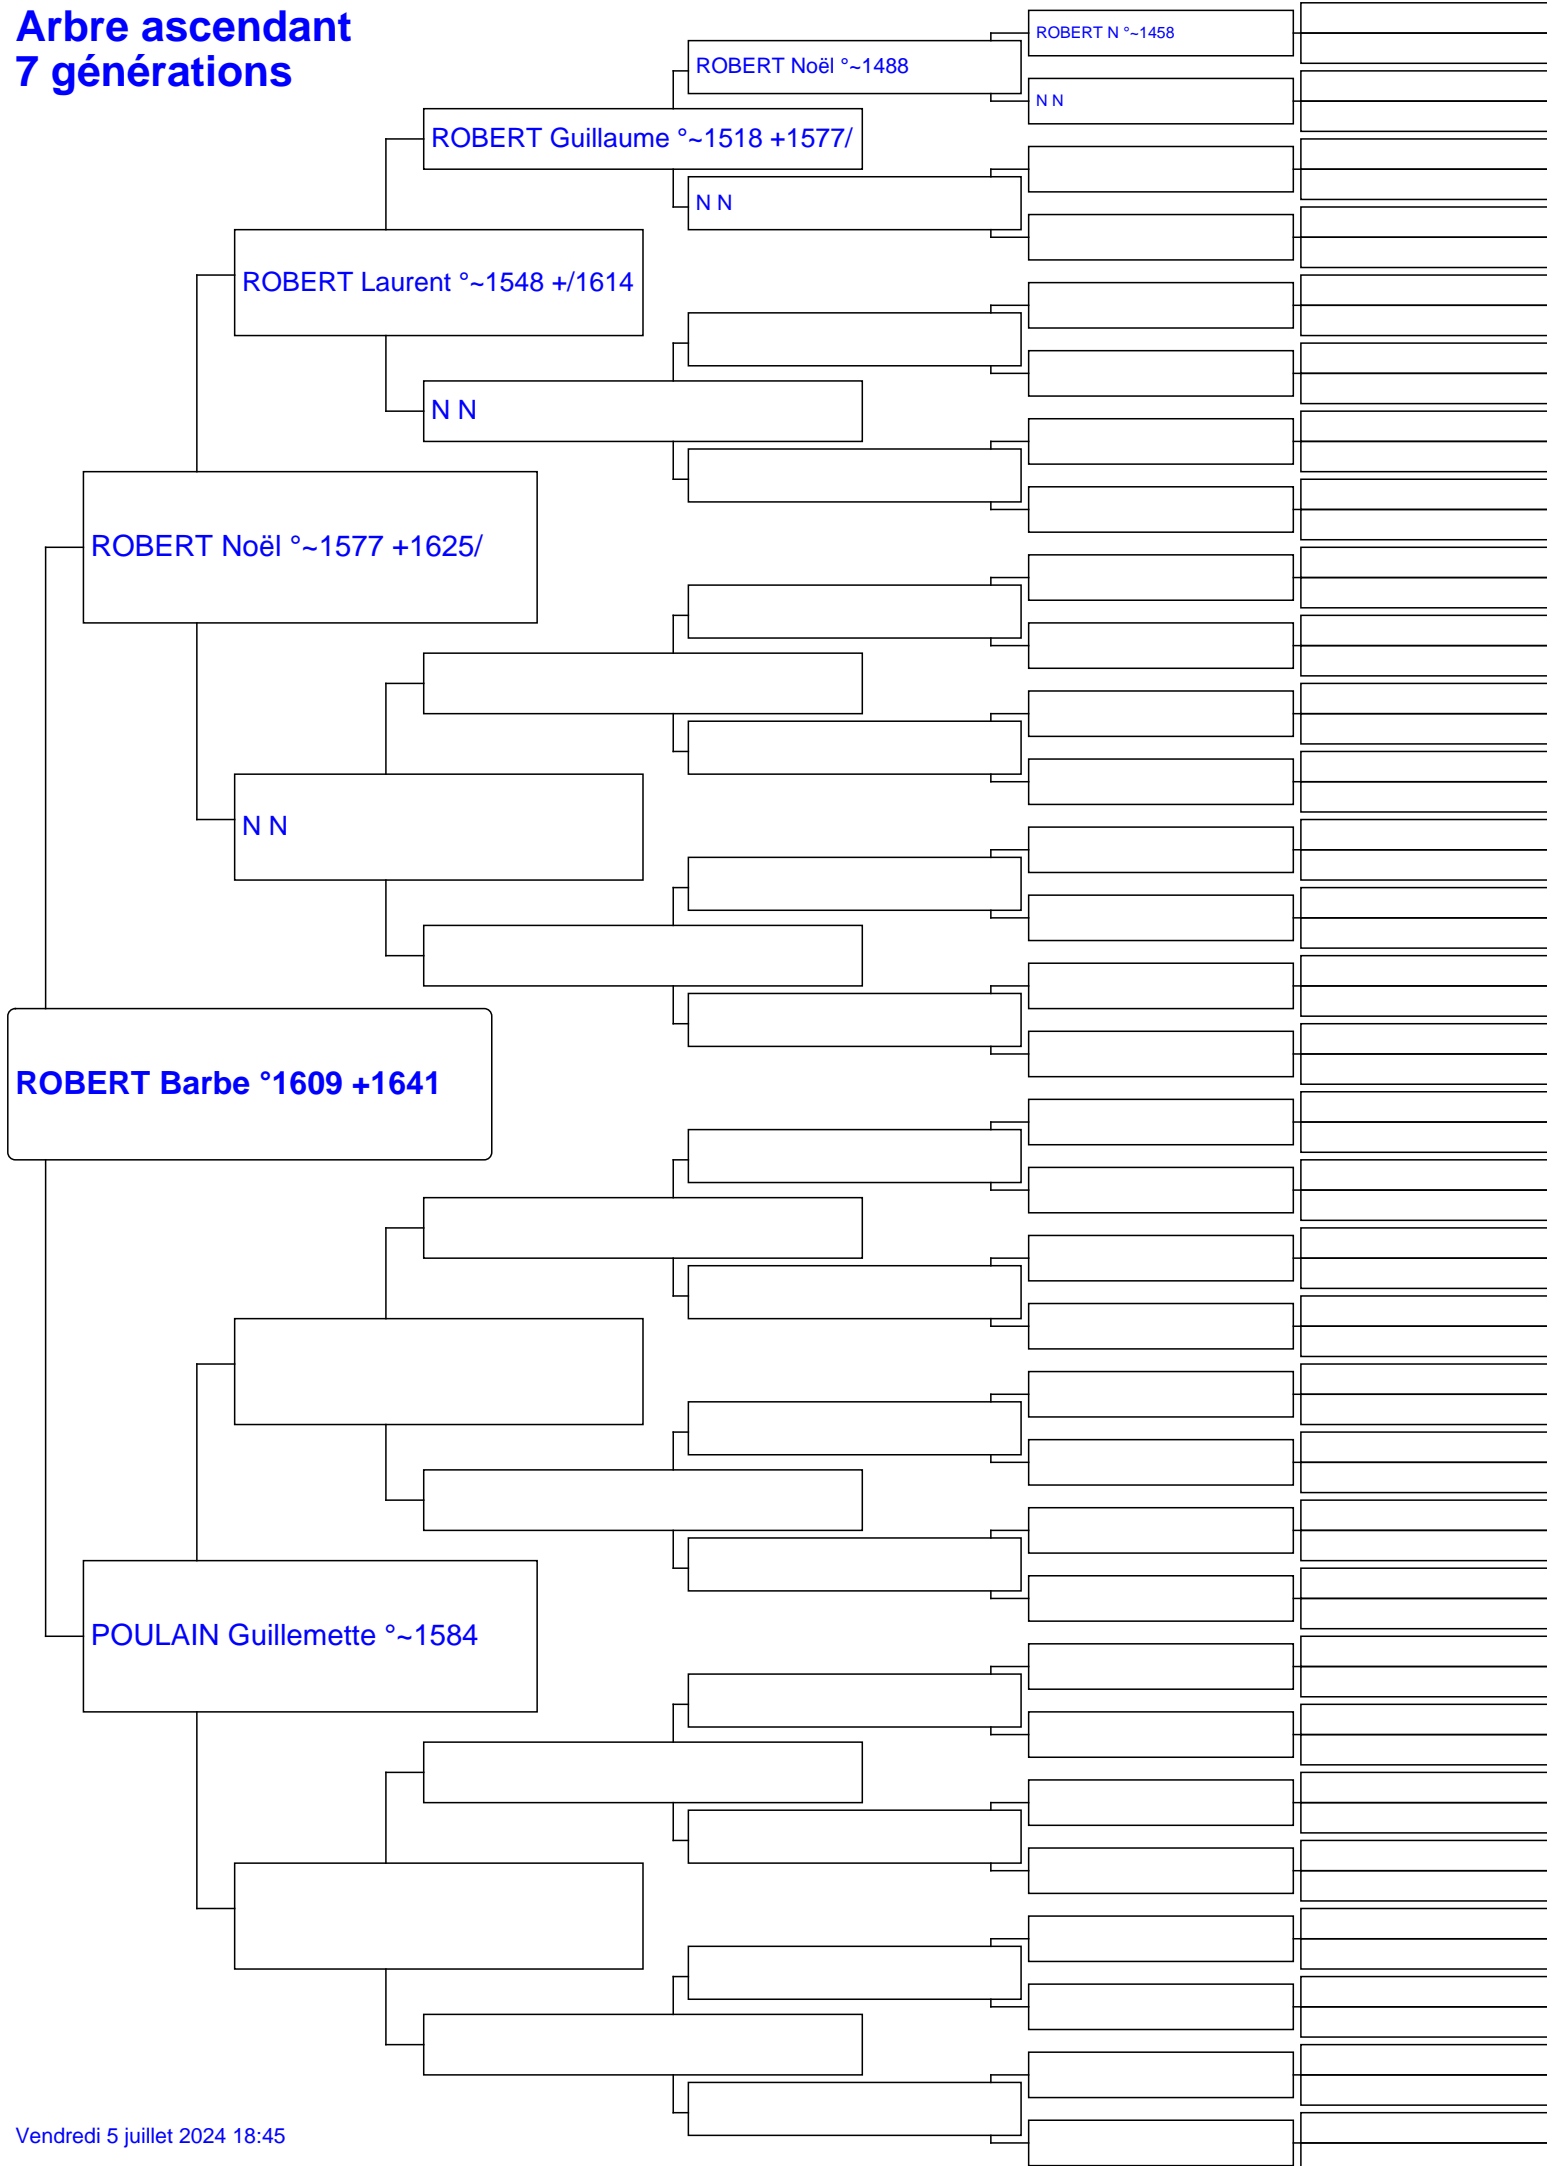 Arbre ascendant
7 générations
ROBERT N °~1458
ROBERT Noël °~1488
N N
ROBERT Guillaume °~1518 +1577/
N N
ROBERT Laurent °~1548 +/1614
N N
ROBERT Noël °~1577 +1625/
N N
ROBERT Barbe °1609 +1641
POULAIN Guillemette °~1584
Vendredi 5 juillet 2024 18:45